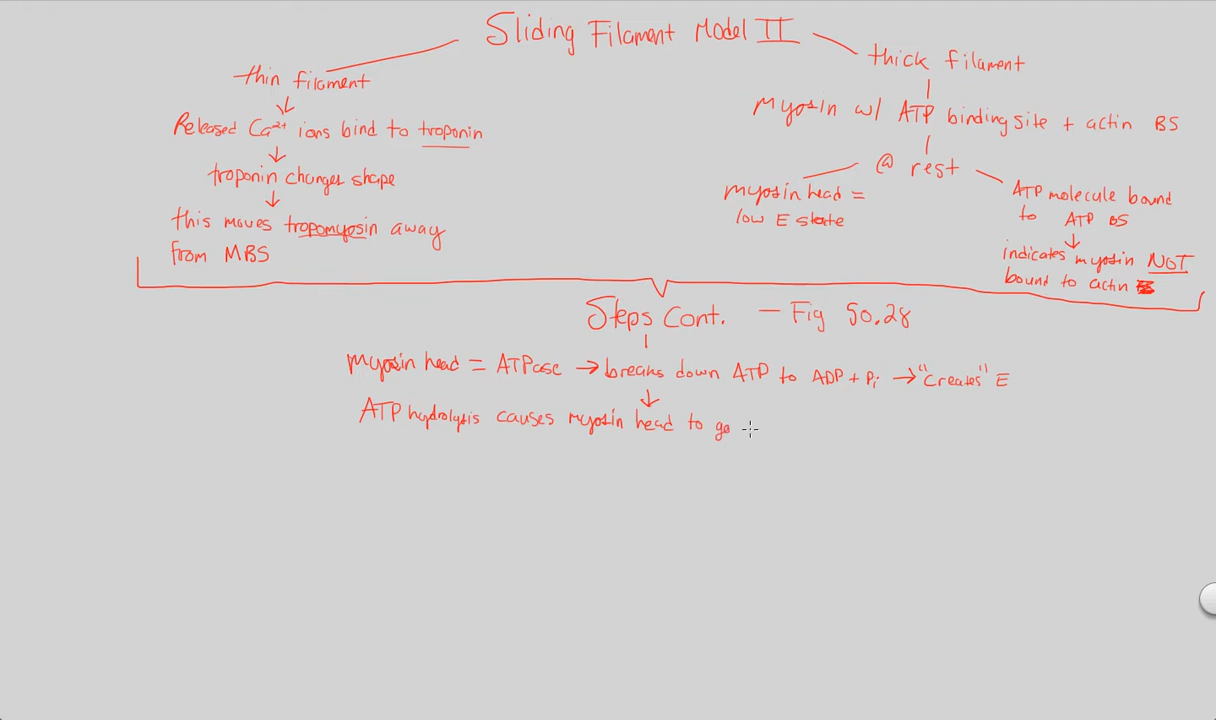 Sliding Filament Model II
thin filament
Released Ca²⁺ ions bind to troponin
troponin changes shape
this moves tropomyosin away
from MBS
thick filament
myosin w/ ATP binding site + actin BS
@ rest
myosin head =
low E state
ATP molecule bound
to ATP BS
indicates myosin NOT
bound to actin
Steps Cont. — Fig 50.28
myosin head = ATPase → breaks down ATP to ADP + Pi → "Creates" E
ATP hydrolysis causes myosin head to go